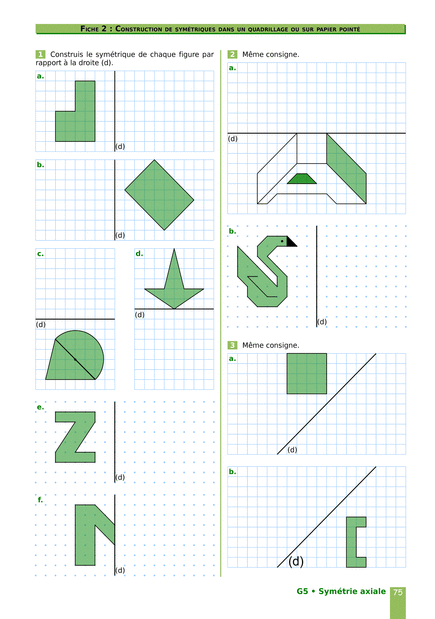 FICHE 2 : CONSTRUCTION DE SYMÉTRIQUES DANS UN QUADRILLAGE OU SUR PAPIER POINTÉ
1 Construis le symétrique de chaque figure par
rapport à la droite (d).
a.
(d)
b.
(d)
c.
(d)
d.
(d)
e.
(d)
f.
(d)
2 Même consigne.
a.
(d)
b.
(d)
3 Même consigne.
a.
(d)
b.
(d)
G5 • Symétrie axiale 75